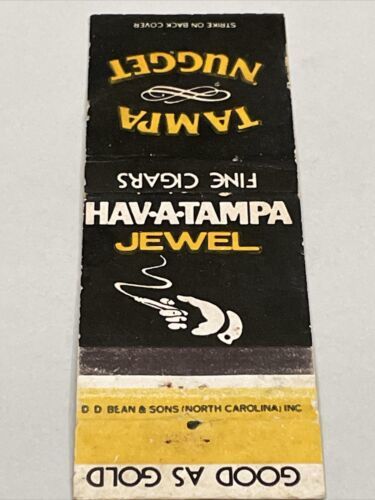 STRIKE ON BACK COVER
TAMPA
NUGGET
FINE CIGARS
HAV-A-TAMPA
JEWEL
D. D. BEAN & SONS (NORTH CAROLINA) INC.
GOOD AS GOLD